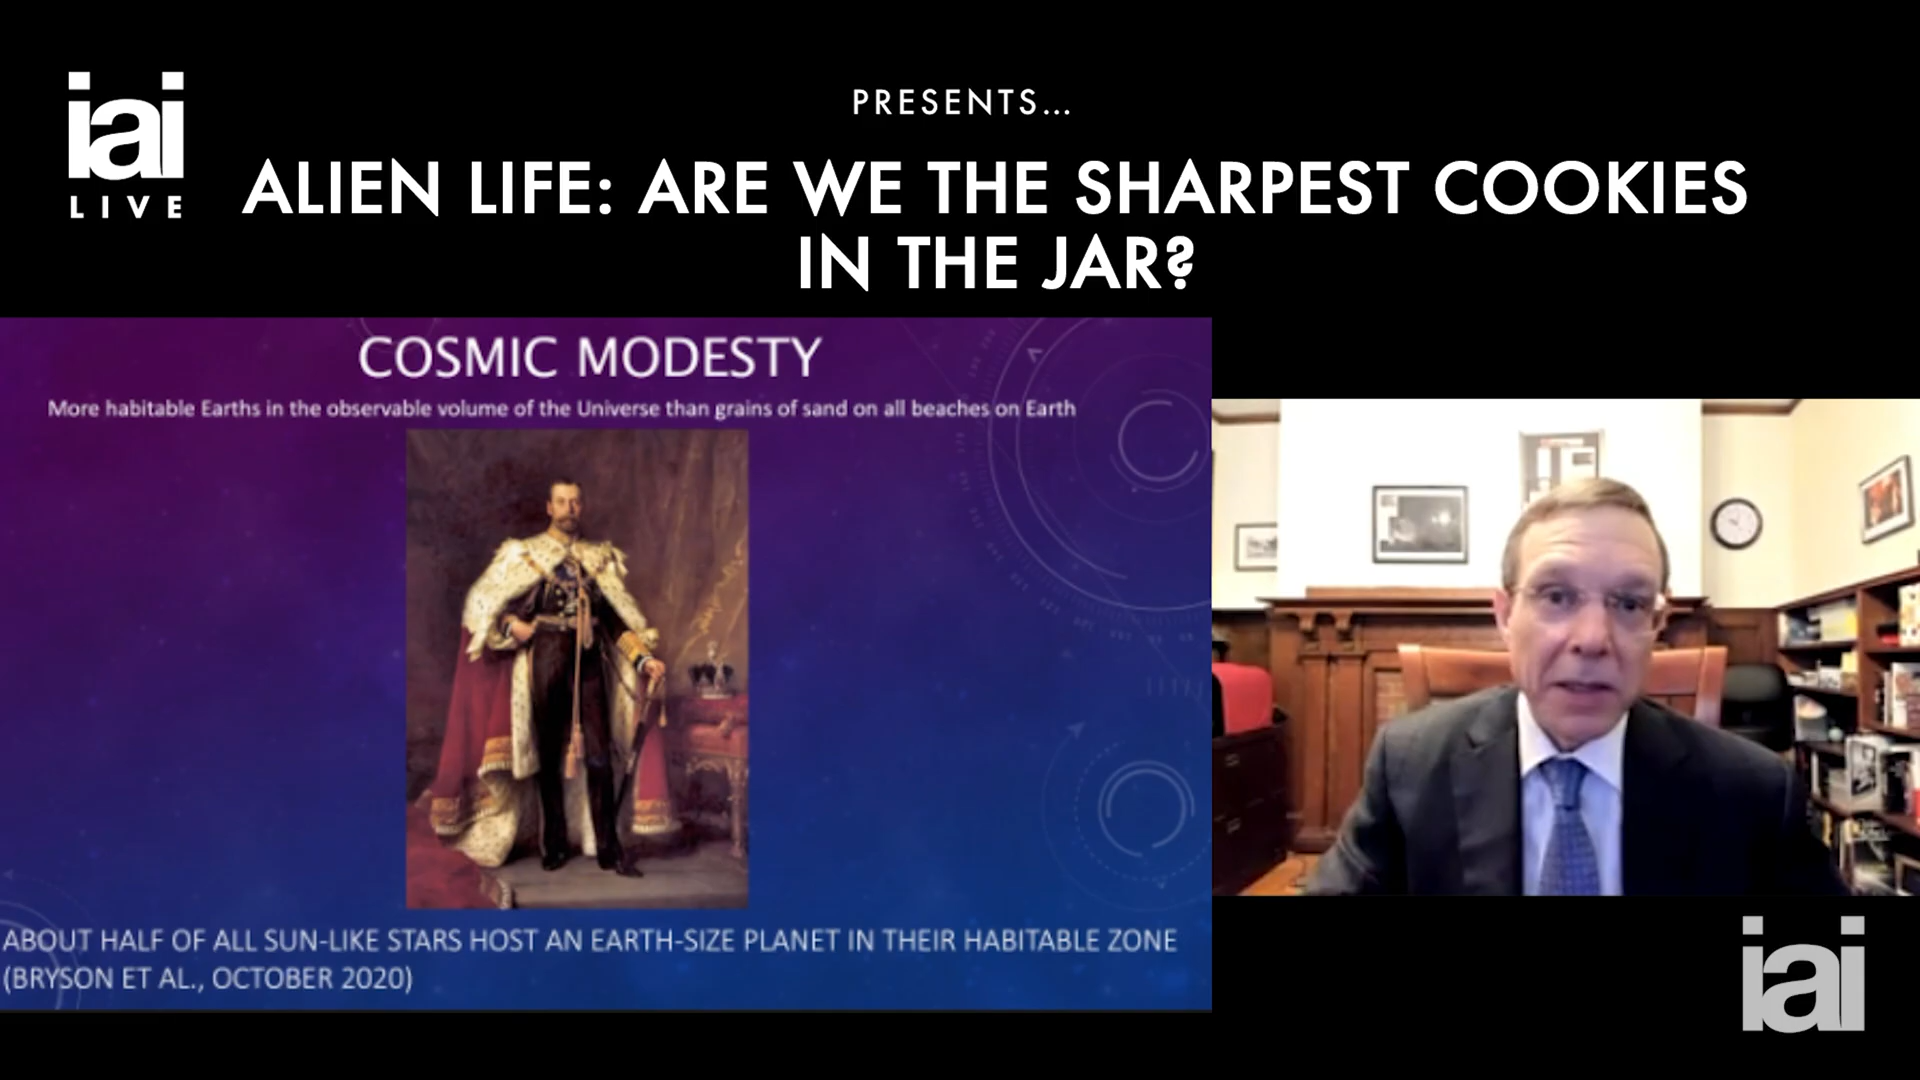 iai
LIVE
PRESENTS...
ALIEN LIFE: ARE WE THE SHARPEST COOKIES
IN THE JAR?
COSMIC MODESTY
More habitable Earths in the observable volume of the Universe than grains of sand on all beaches on Earth
ABOUT HALF OF ALL SUN-LIKE STARS HOST AN EARTH-SIZE PLANET IN THEIR HABITABLE ZONE
(BRYSON ET AL., OCTOBER 2020)
iai